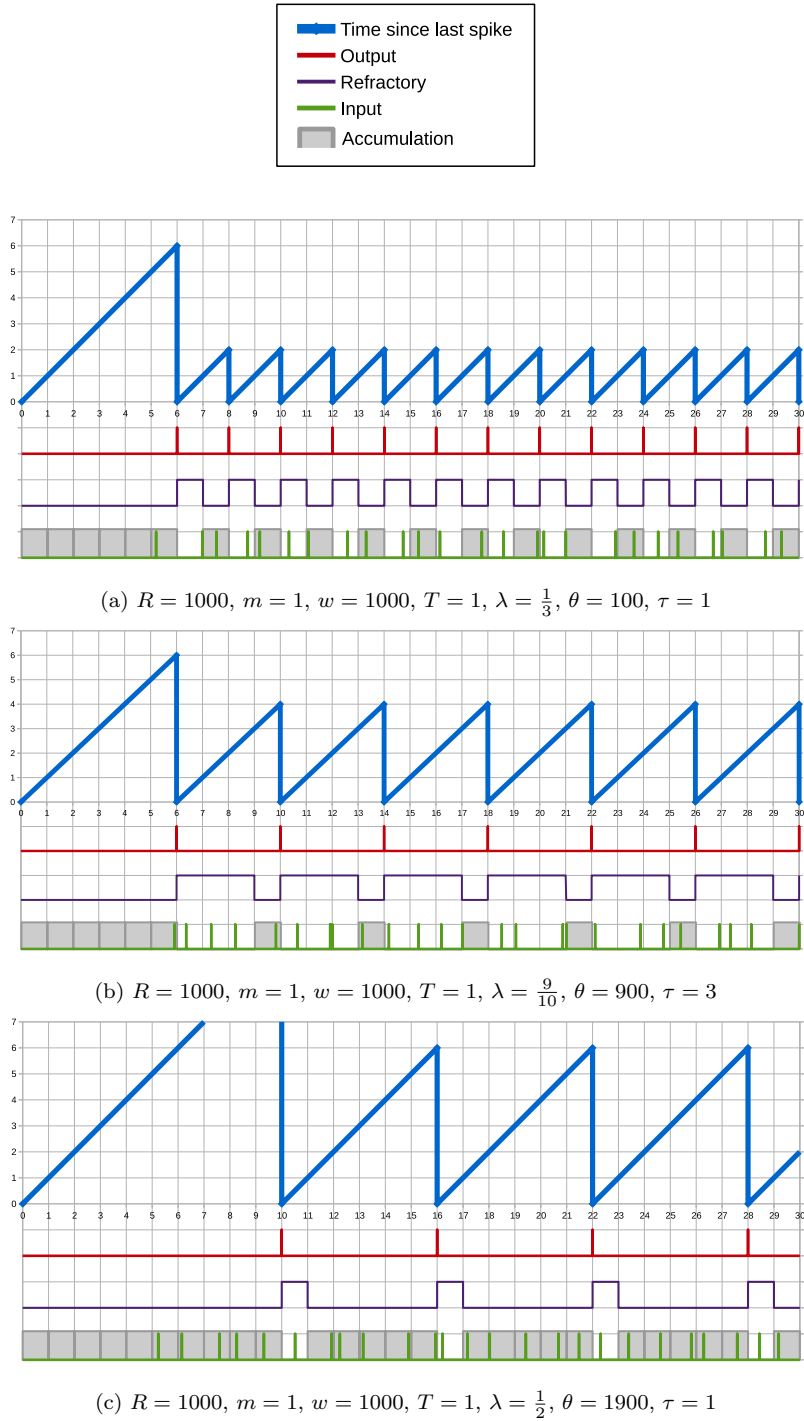 Time since last spike
Output
Refractory
Input
Accumulation
7
6
5
4
3
2
1
0
0 1 2 3 4 5 6 7 8 9 10 11 12 13 14 15 16 17 18 19 20 21 22 23 24 25 26 27 28 29 30
(a) R = 1000, m = 1, w = 1000, T = 1, λ = 1/3, θ = 100, τ = 1
7
6
5
4
3
2
1
0
0 1 2 3 4 5 6 7 8 9 10 11 12 13 14 15 16 17 18 19 20 21 22 23 24 25 26 27 28 29 30
(b) R = 1000, m = 1, w = 1000, T = 1, λ = 9/10, θ = 900, τ = 3
7
6
5
4
3
2
1
0
0 1 2 3 4 5 6 7 8 9 10 11 12 13 14 15 16 17 18 19 20 21 22 23 24 25 26 27 28 29 30
(c) R = 1000, m = 1, w = 1000, T = 1, λ = 1/2, θ = 1900, τ = 1